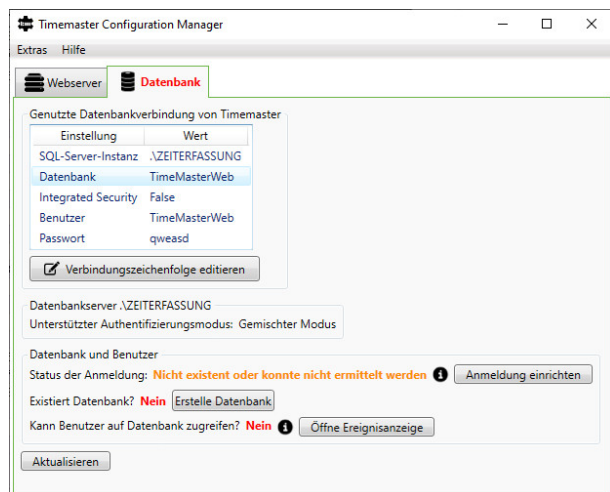 Timemaster Configuration Manager
Extras Hilfe
Webserver Datenbank
Genutzte Datenbankverbindung von Timemaster
Einstellung Wert
SQL-Server-Instanz .\ZEITERFASSUNG
Datenbank TimeMasterWeb
Integrated Security False
Benutzer TimeMasterWeb
Passwort qweasd
Verbindungszeichenfolge editieren
Datenbankserver .\ZEITERFASSUNG
Unterstützter Authentifizierungsmodus: Gemischter Modus
Datenbank und Benutzer
Status der Anmeldung: Nicht existent oder konnte nicht ermittelt werden Anmeldung einrichten
Existiert Datenbank? Nein Erstelle Datenbank
Kann Benutzer auf Datenbank zugreifen? Nein Öffne Ereignisanzeige
Aktualisieren